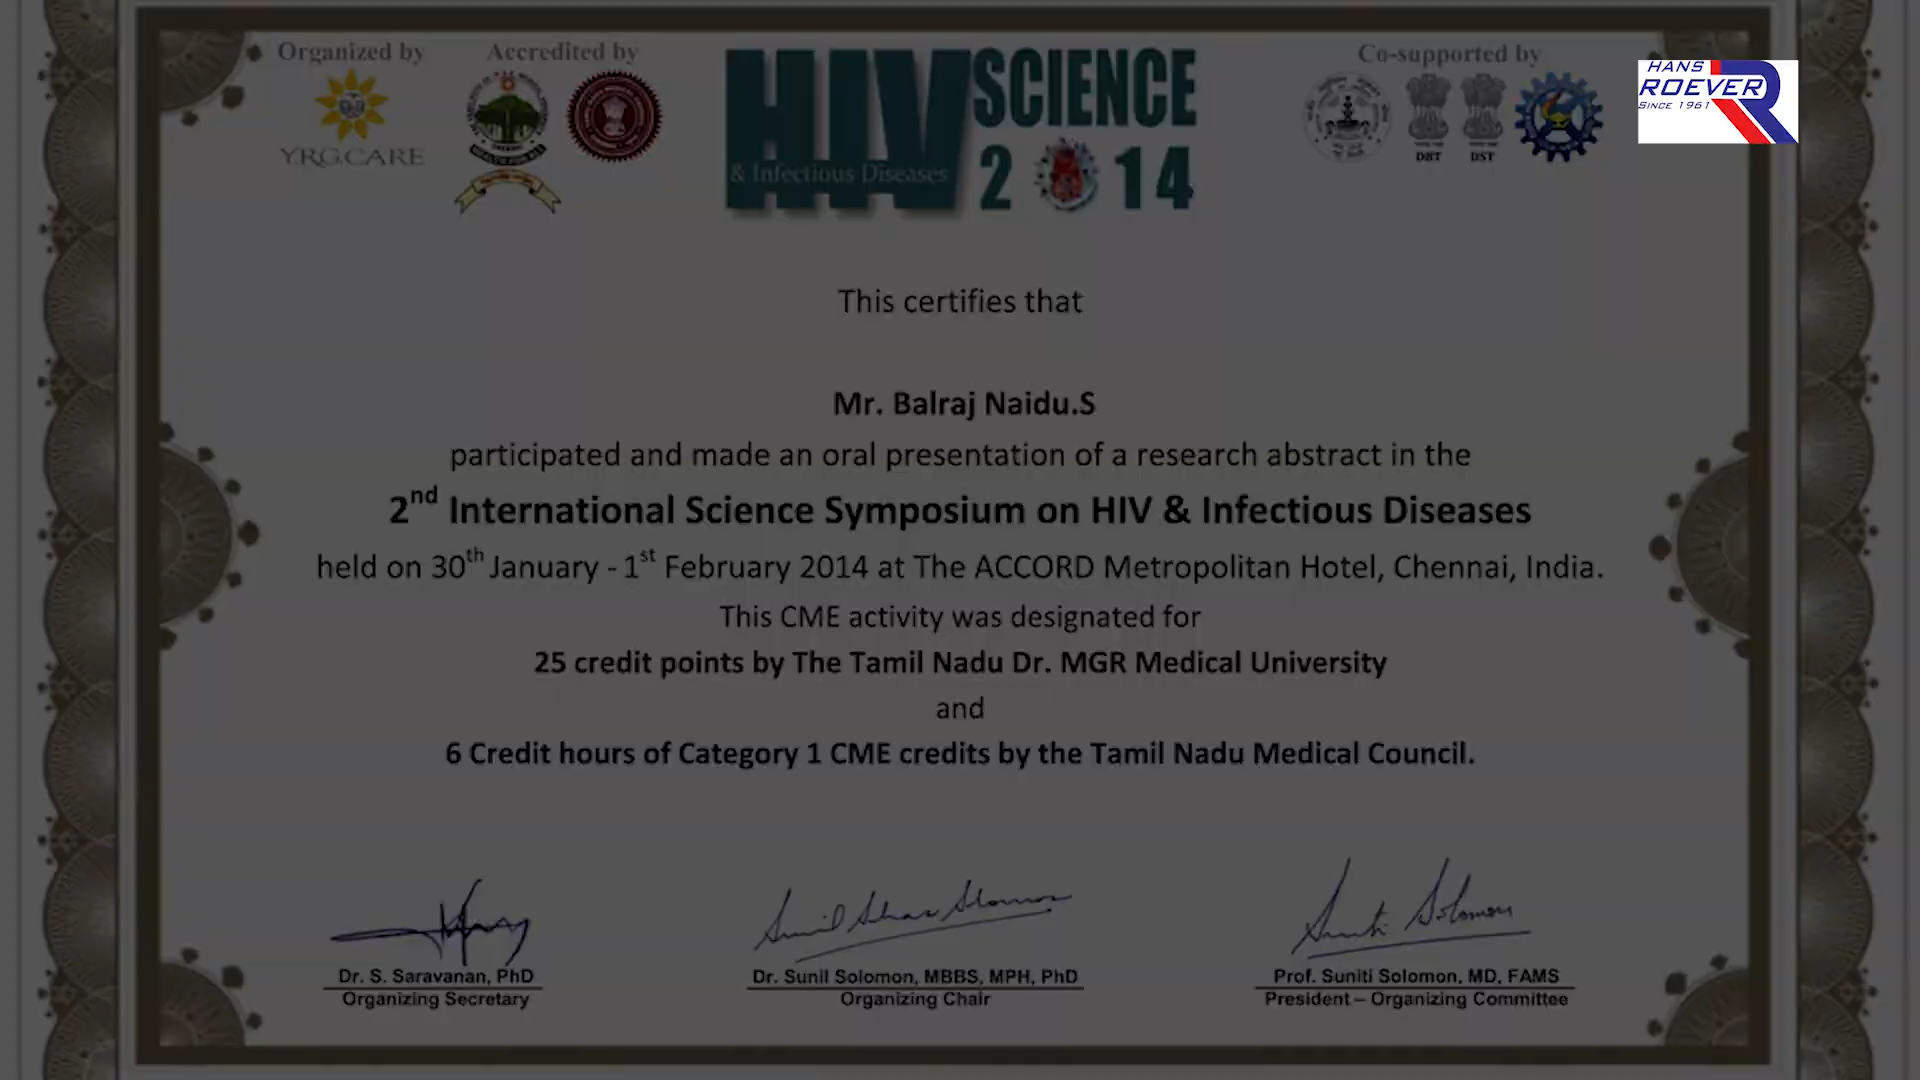 Organized by
Accredited by
Co-supported by
YRGCARE
HEALTH FOR ALL
HIV SCIENCE
& Infectious Diseases
2014
DBT
DST
HANS
ROEVER
SINCE 1961
This certifies that
Mr. Balraj Naidu.S
participated and made an oral presentation of a research abstract in the
2nd International Science Symposium on HIV & Infectious Diseases
held on 30th January - 1st February 2014 at The ACCORD Metropolitan Hotel, Chennai, India.
This CME activity was designated for
25 credit points by The Tamil Nadu Dr. MGR Medical University
and
6 Credit hours of Category 1 CME credits by the Tamil Nadu Medical Council.
Dr. S. Saravanan, PhD
Organizing Secretary
Dr. Sunil Solomon, MBBS, MPH, PhD
Organizing Chair
Prof. Suniti Solomon, MD, FAMS
President – Organizing Committee